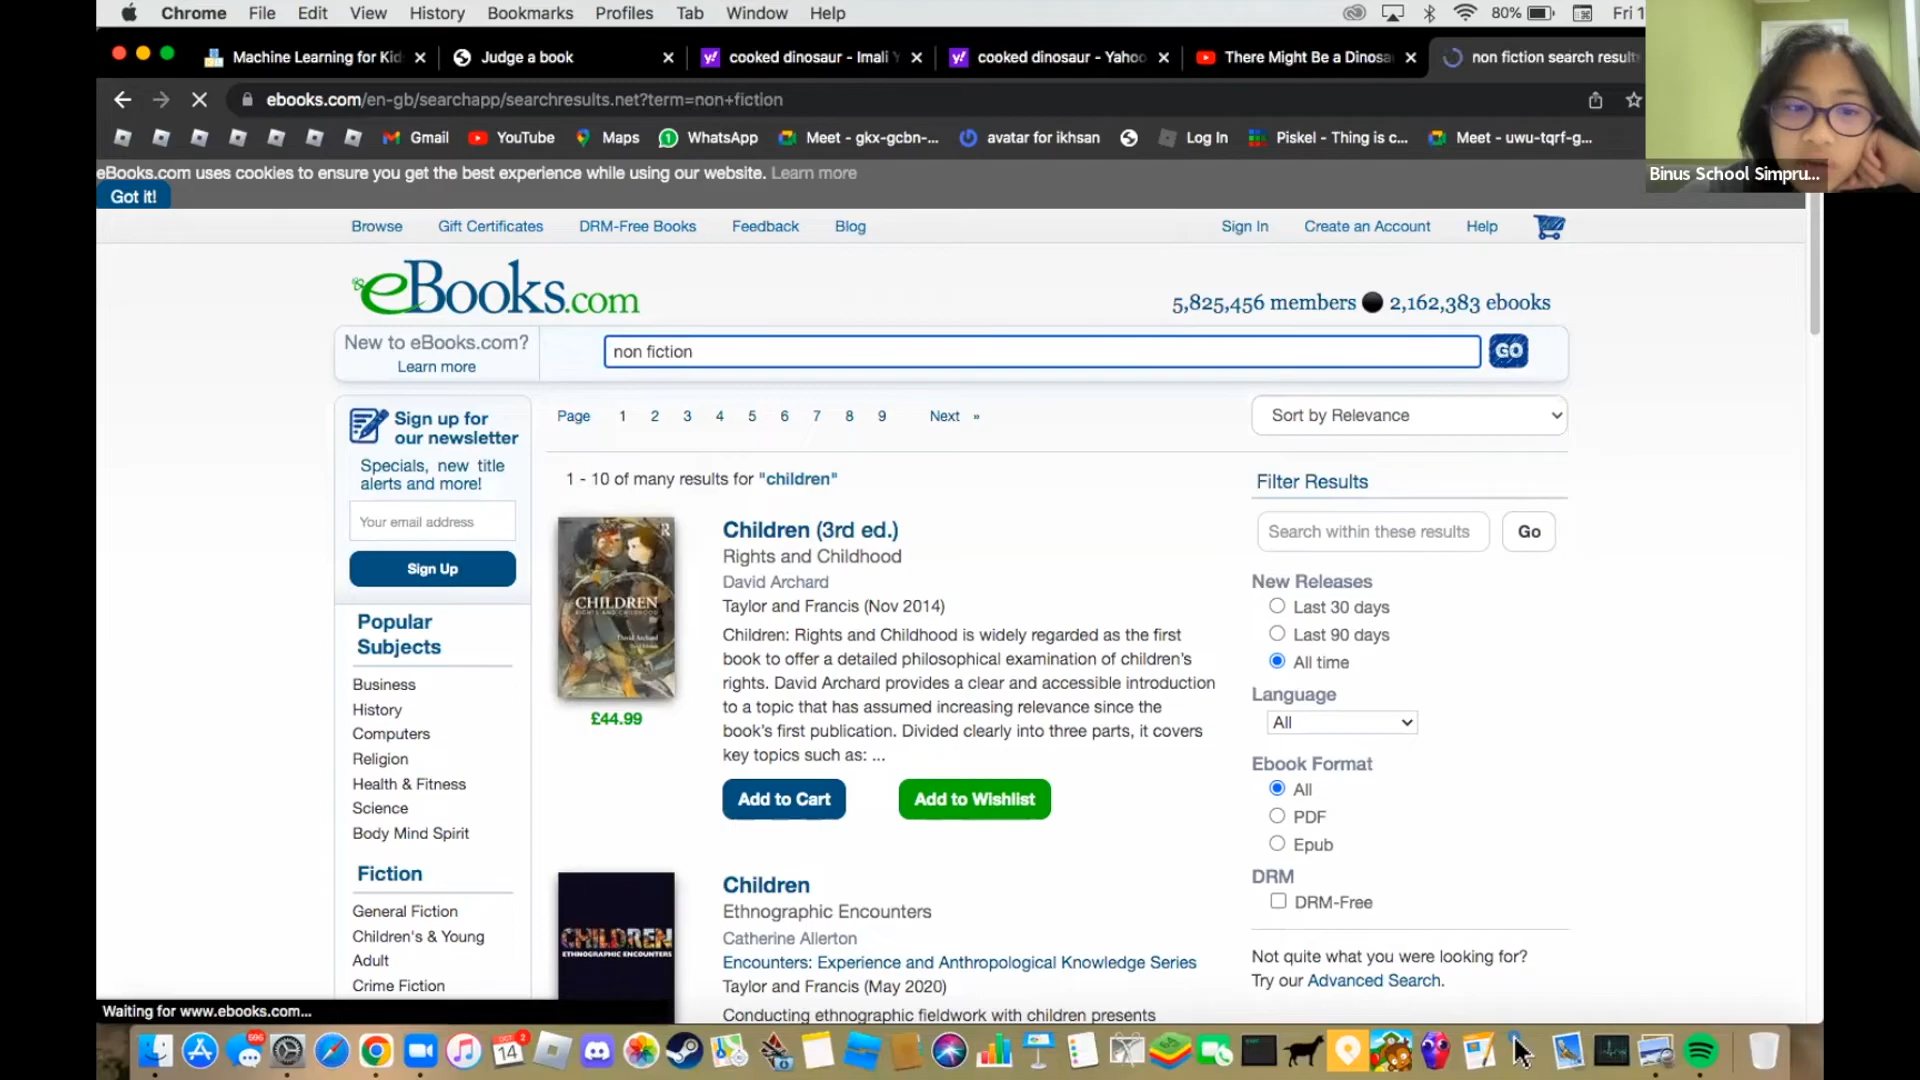 Chrome File Edit View History Bookmarks Profiles Tab Window Help 80% Fri 1
Machine Learning for Kid Judge a book cooked dinosaur - Imali Y cooked dinosaur - Yahoo There Might Be a Dinosa non fiction search results
ebooks.com/en-gb/searchapp/searchresults.net?term=non+fiction
Gmail YouTube Maps WhatsApp Meet - gkx-gcbn-... avatar for ikhsan Log In Piskel - Thing is c... Meet - uwu-tqrf-g...
Binus School Simpru...
eBooks.com uses cookies to ensure you get the best experience while using our website. Learn more
Got it!
Browse Gift Certificates DRM-Free Books Feedback Blog Sign In Create an Account Help
eBooks.com
5,825,456 members 2,162,383 ebooks
New to eBooks.com?
Learn more
non fiction
GO
Sign up for
our newsletter
Specials, new title
alerts and more!
Your email address
Sign Up
Popular
Subjects
Business
History
Computers
Religion
Health & Fitness
Science
Body Mind Spirit
Fiction
General Fiction
Children's & Young
Adult
Crime Fiction
Page 1 2 3 4 5 6 7 8 9 Next »
Sort by Relevance
1 - 10 of many results for "children"
CHILDREN
£44.99
Children (3rd ed.)
Rights and Childhood
David Archard
Taylor and Francis (Nov 2014)
Children: Rights and Childhood is widely regarded as the first
book to offer a detailed philosophical examination of children's
rights. David Archard provides a clear and accessible introduction
to a topic that has assumed increasing relevance since the
book's first publication. Divided clearly into three parts, it covers
key topics such as: ...
Add to Cart Add to Wishlist
CHILDREN
ETHNOGRAPHIC ENCOUNTERS
Children
Ethnographic Encounters
Catherine Allerton
Encounters: Experience and Anthropological Knowledge Series
Taylor and Francis (May 2020)
Conducting ethnographic fieldwork with children presents
Filter Results
Search within these results Go
New Releases
Last 30 days
Last 90 days
All time
Language
All
Ebook Format
All
PDF
Epub
DRM
DRM-Free
Not quite what you were looking for?
Try our Advanced Search.
Waiting for www.ebooks.com...
596
OCT
14
2